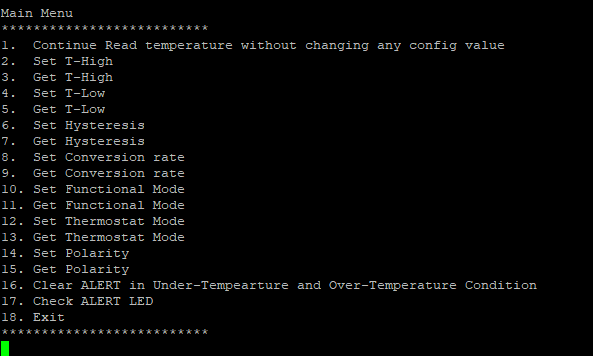 Main Menu
**************************
1.  Continue Read temperature without changing any config value
2.  Set T-High
3.  Get T-High
4.  Set T-Low
5.  Get T-Low
6.  Set Hysteresis
7.  Get Hysteresis
8.  Set Conversion rate
9.  Get Conversion rate
10. Set Functional Mode
11. Get Functional Mode
12. Set Thermostat Mode
13. Get Thermostat Mode
14. Set Polarity
15. Get Polarity
16. Clear ALERT in Under-Tempearture and Over-Temperature Condition
17. Check ALERT LED
18. Exit
**************************